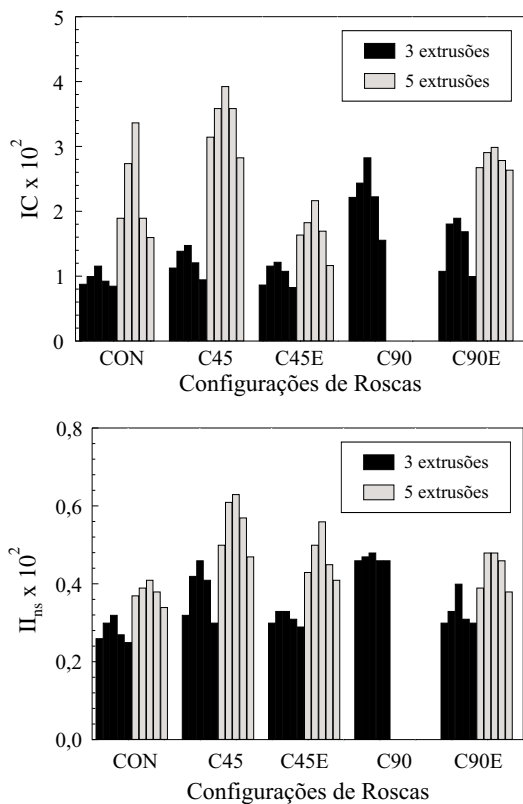 5
4
3
2
1
0
IC x 10²
3 extrusões
5 extrusões
CON C45 C45E C90 C90E
Configurações de Roscas
0,8
0,6
0,4
0,2
0,0
II_ns x 10²
3 extrusões
5 extrusões
CON C45 C45E C90 C90E
Configurações de Roscas